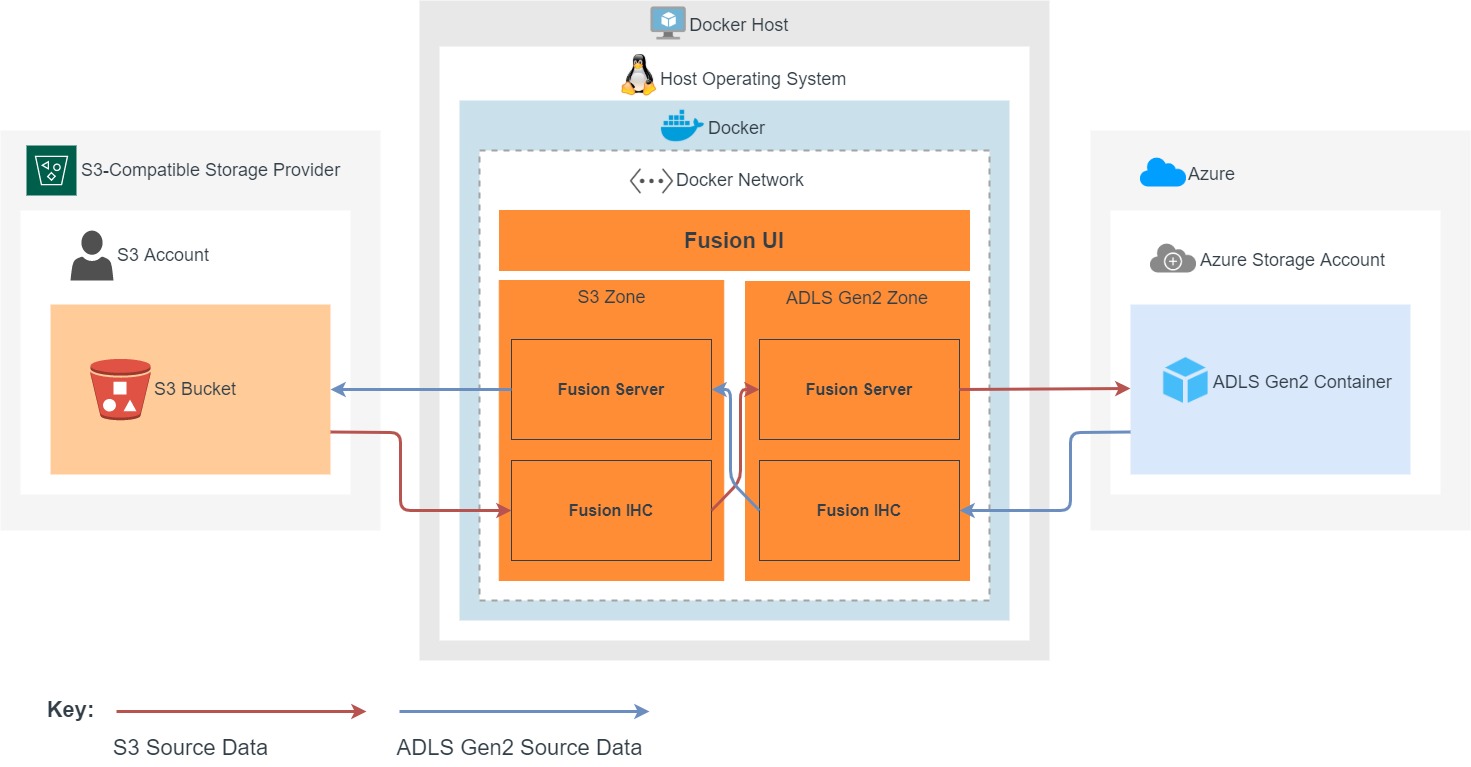 Docker Host
Host Operating System
Docker
Docker Network
S3-Compatible Storage Provider
S3 Account
S3 Bucket
Fusion UI
S3 Zone
Fusion Server
Fusion IHC
ADLS Gen2 Zone
Fusion Server
Fusion IHC
Azure
Azure Storage Account
ADLS Gen2 Container
Key:
S3 Source Data
ADLS Gen2 Source Data